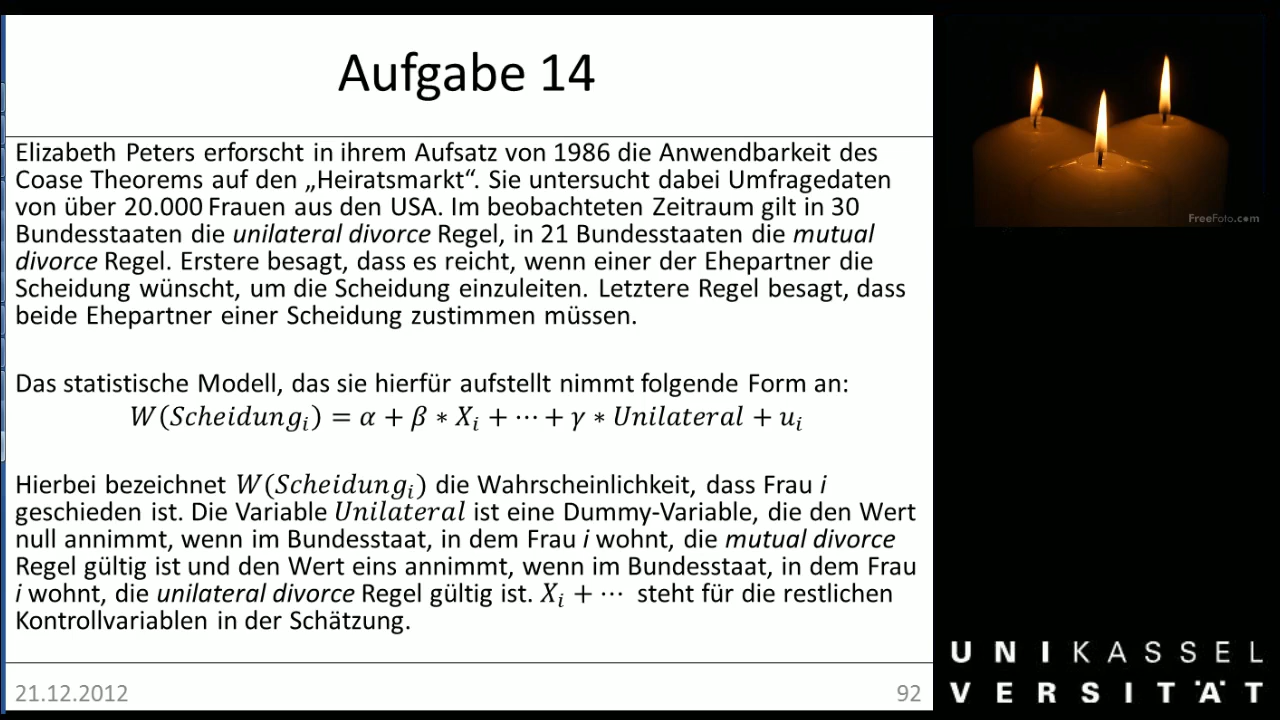 Aufgabe 14
Elizabeth Peters erforscht in ihrem Aufsatz von 1986 die Anwendbarkeit des
Coase Theorems auf den „Heiratsmarkt“. Sie untersucht dabei Umfragedaten
von über 20.000 Frauen aus den USA. Im beobachteten Zeitraum gilt in 30
Bundesstaaten die unilateral divorce Regel, in 21 Bundesstaaten die mutual
divorce Regel. Erstere besagt, dass es reicht, wenn einer der Ehepartner die
Scheidung wünscht, um die Scheidung einzuleiten. Letztere Regel besagt, dass
beide Ehepartner einer Scheidung zustimmen müssen.
Das statistische Modell, das sie hierfür aufstellt nimmt folgende Form an:
W(Scheidungᵢ) = α + β ∗ Xᵢ + ⋯ + γ ∗ Unilateral + uᵢ
Hierbei bezeichnet W(Scheidungᵢ) die Wahrscheinlichkeit, dass Frau i
geschieden ist. Die Variable Unilateral ist eine Dummy-Variable, die den Wert
null annimmt, wenn im Bundesstaat, in dem Frau i wohnt, die mutual divorce
Regel gültig ist und den Wert eins annimmt, wenn im Bundesstaat, in dem Frau
i wohnt, die unilateral divorce Regel gültig ist. Xᵢ + ⋯ steht für die restlichen
Kontrollvariablen in der Schätzung.
21.12.2012
92
FreeFoto.com
UNIKASSEL
VERSITÄT